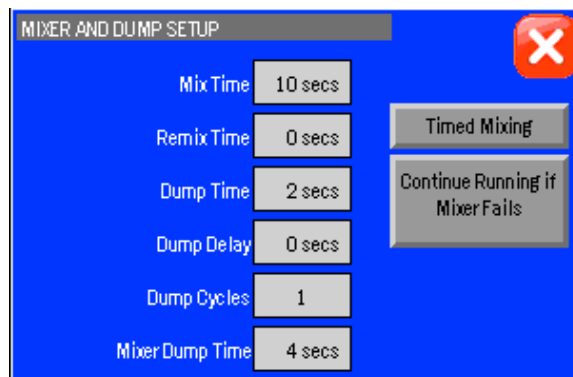 MIXER AND DUMP SETUP
Mix Time 10 secs
Remix Time 0 secs
Timed Mixing
Dump Time 2 secs
Continue Running if
Mixer Fails
Dump Delay 0 secs
Dump Cycles 1
Mixer Dump Time 4 secs